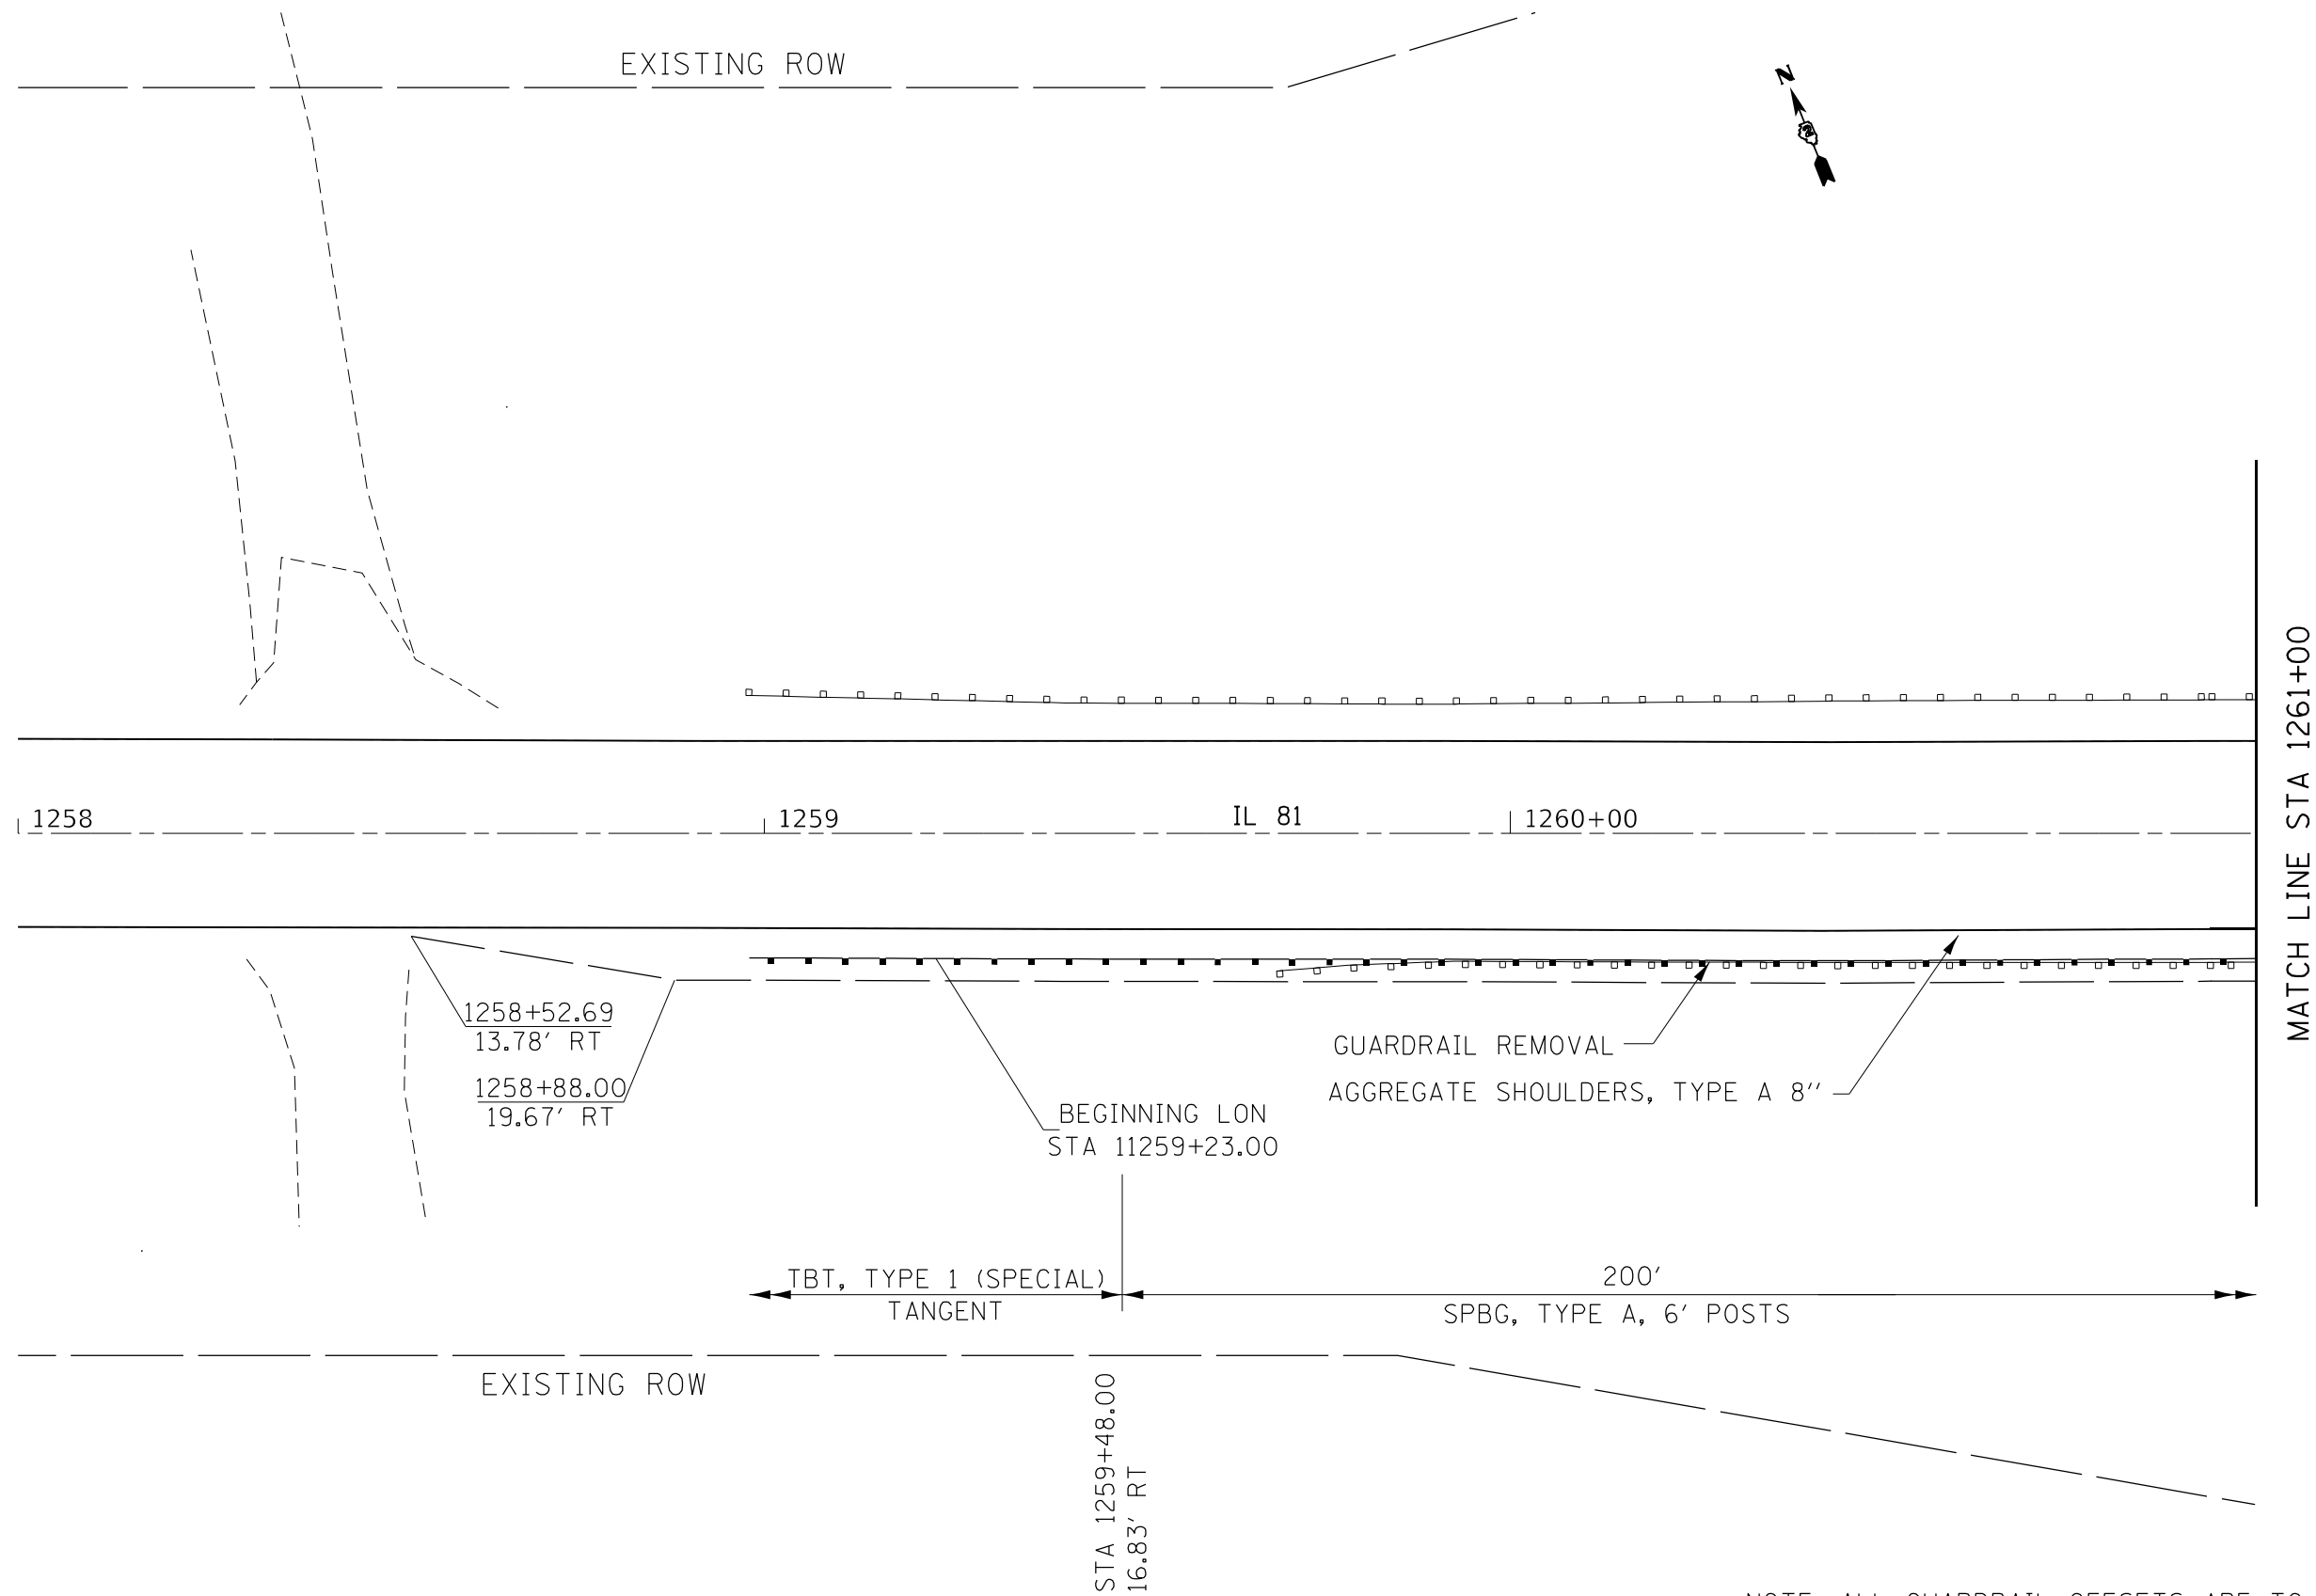 EXISTING ROW
N
2
1258
1259
IL 81
1260+00
MATCH LINE STA 1261+00
1258+52.69
13.78' RT
1258+88.00
19.67' RT
GUARDRAIL REMOVAL
AGGREGATE SHOULDERS, TYPE A 8''
BEGINNING LON
STA 11259+23.00
TBT, TYPE 1 (SPECIAL)
TANGENT
200'
SPBG, TYPE A, 6' POSTS
EXISTING ROW
STA 1259+48.00
16.83' RT